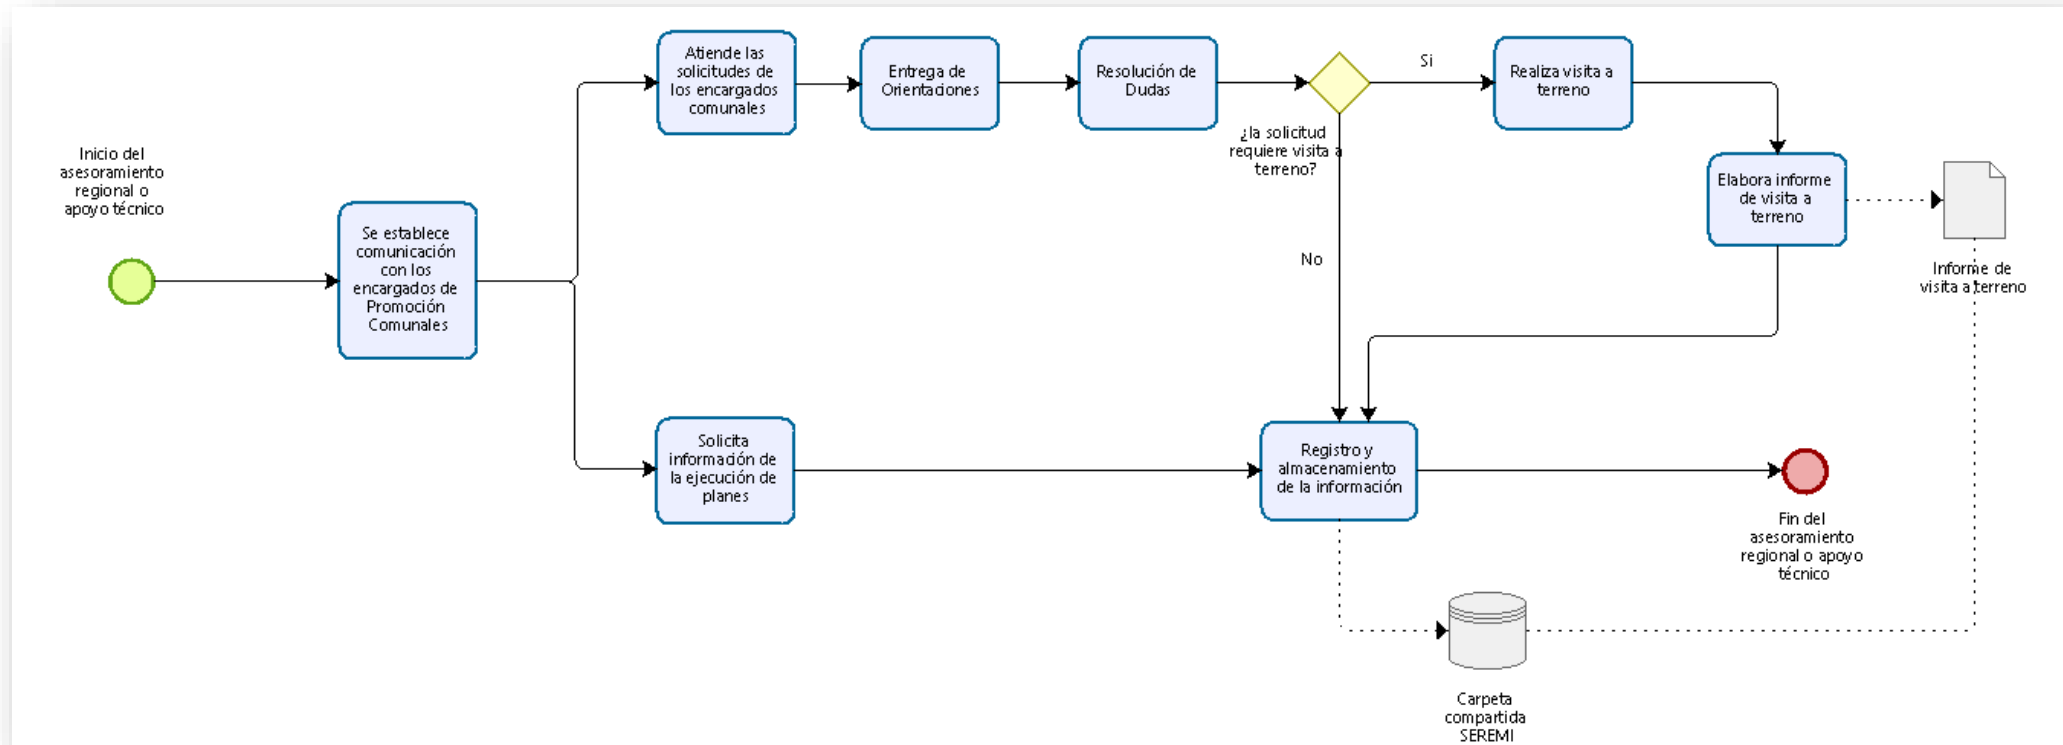 Inicio del
asesoramiento
regional o
apoyo técnico
Se establece
comunicación
con los
encargados de
Promoción
Comunales
Atiende las
solicitudes de
los encargados
comunales
Entrega de
Orientaciones
Resolución de
Dudas
¿la solicitud
requiere visita a
terreno?
Si
No
Realiza visita a
terreno
Elabora informe
de visita a
terreno
Informe de
visita a terreno
Solicita
información de
la ejecución de
planes
Registro y
almacenamiento
de la información
Fin del
asesoramiento
regional o apoyo
técnico
Carpeta
compartida
SEREMI